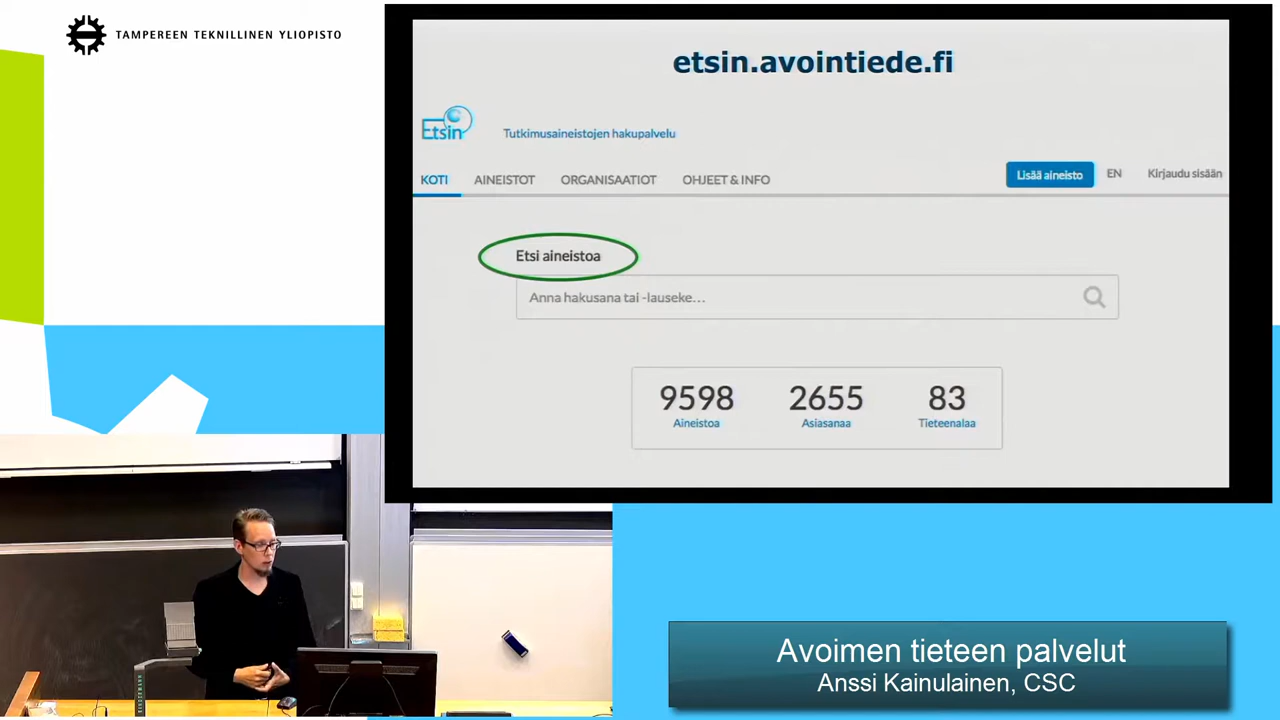 TAMPEREEN TEKNILLINEN YLIOPISTO
etsin.avointiede.fi
Etsin
Tutkimusaineistojen hakupalvelu
KOTI AINEISTOT ORGANISAATIOT OHJEET & INFO
Lisää aineisto EN Kirjaudu sisään
Etsi aineistoa
Anna hakusana tai -lauseke...
9598 2655 83
Aineistoa Asiasanaa Tieteenalaa
Avoimen tieteen palvelut
Anssi Kainulainen, CSC